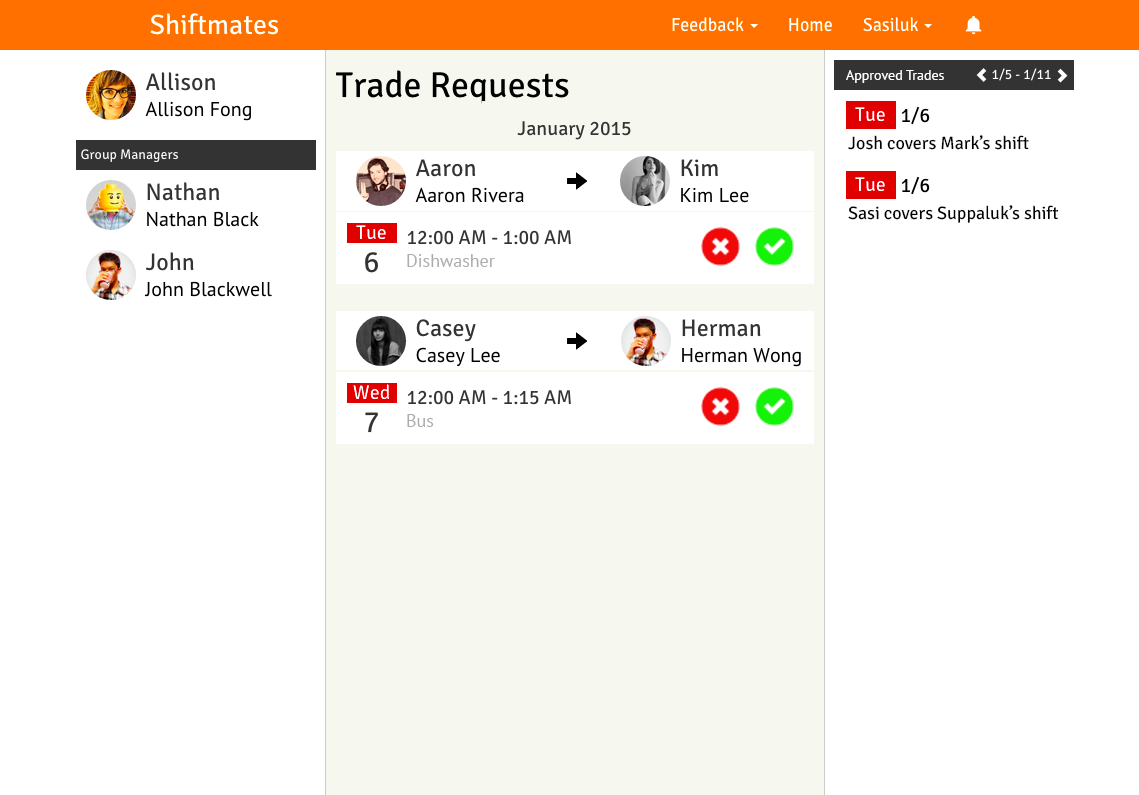 Shiftmates
Feedback Home Sasiluk
Allison
Allison Fong
Group Managers
Nathan
Nathan Black
John
John Blackwell
Trade Requests
January 2015
Aaron
Aaron Rivera
Kim
Kim Lee
Tue
6
12:00 AM - 1:00 AM
Dishwasher
Casey
Casey Lee
Herman
Herman Wong
Wed
7
12:00 AM - 1:15 AM
Bus
Approved Trades 1/5 - 1/11
Tue 1/6
Josh covers Mark’s shift
Tue 1/6
Sasi covers Suppaluk’s shift